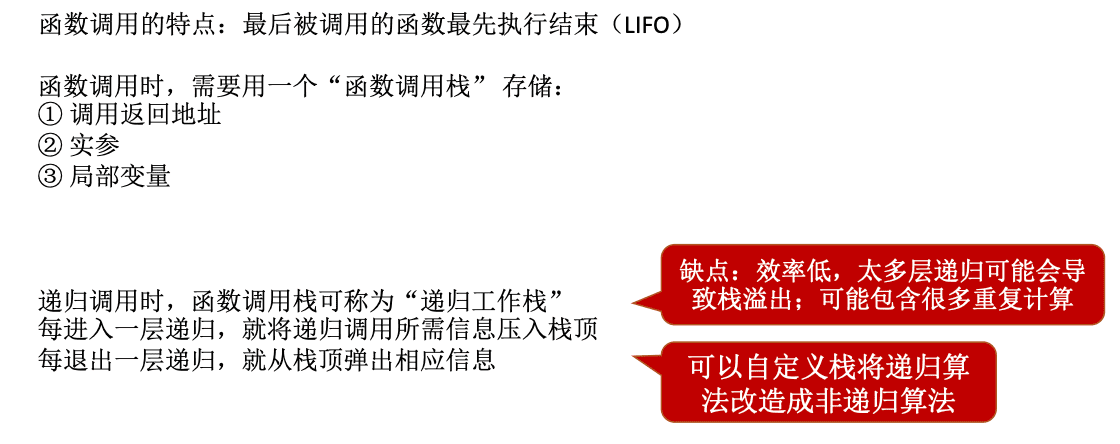 函数调用的特点：最后被调用的函数最先执行结束（LIFO）
函数调用时，需要用一个“函数调用栈” 存储：
① 调用返回地址
② 实参
③ 局部变量
缺点：效率低，太多层递归可能会导
致栈溢出；可能包含很多重复计算
递归调用时，函数调用栈可称为“递归工作栈”
每进入一层递归，就将递归调用所需信息压入栈顶
每退出一层递归，就从栈顶弹出相应信息
可以自定义栈将递归算
法改造成非递归算法